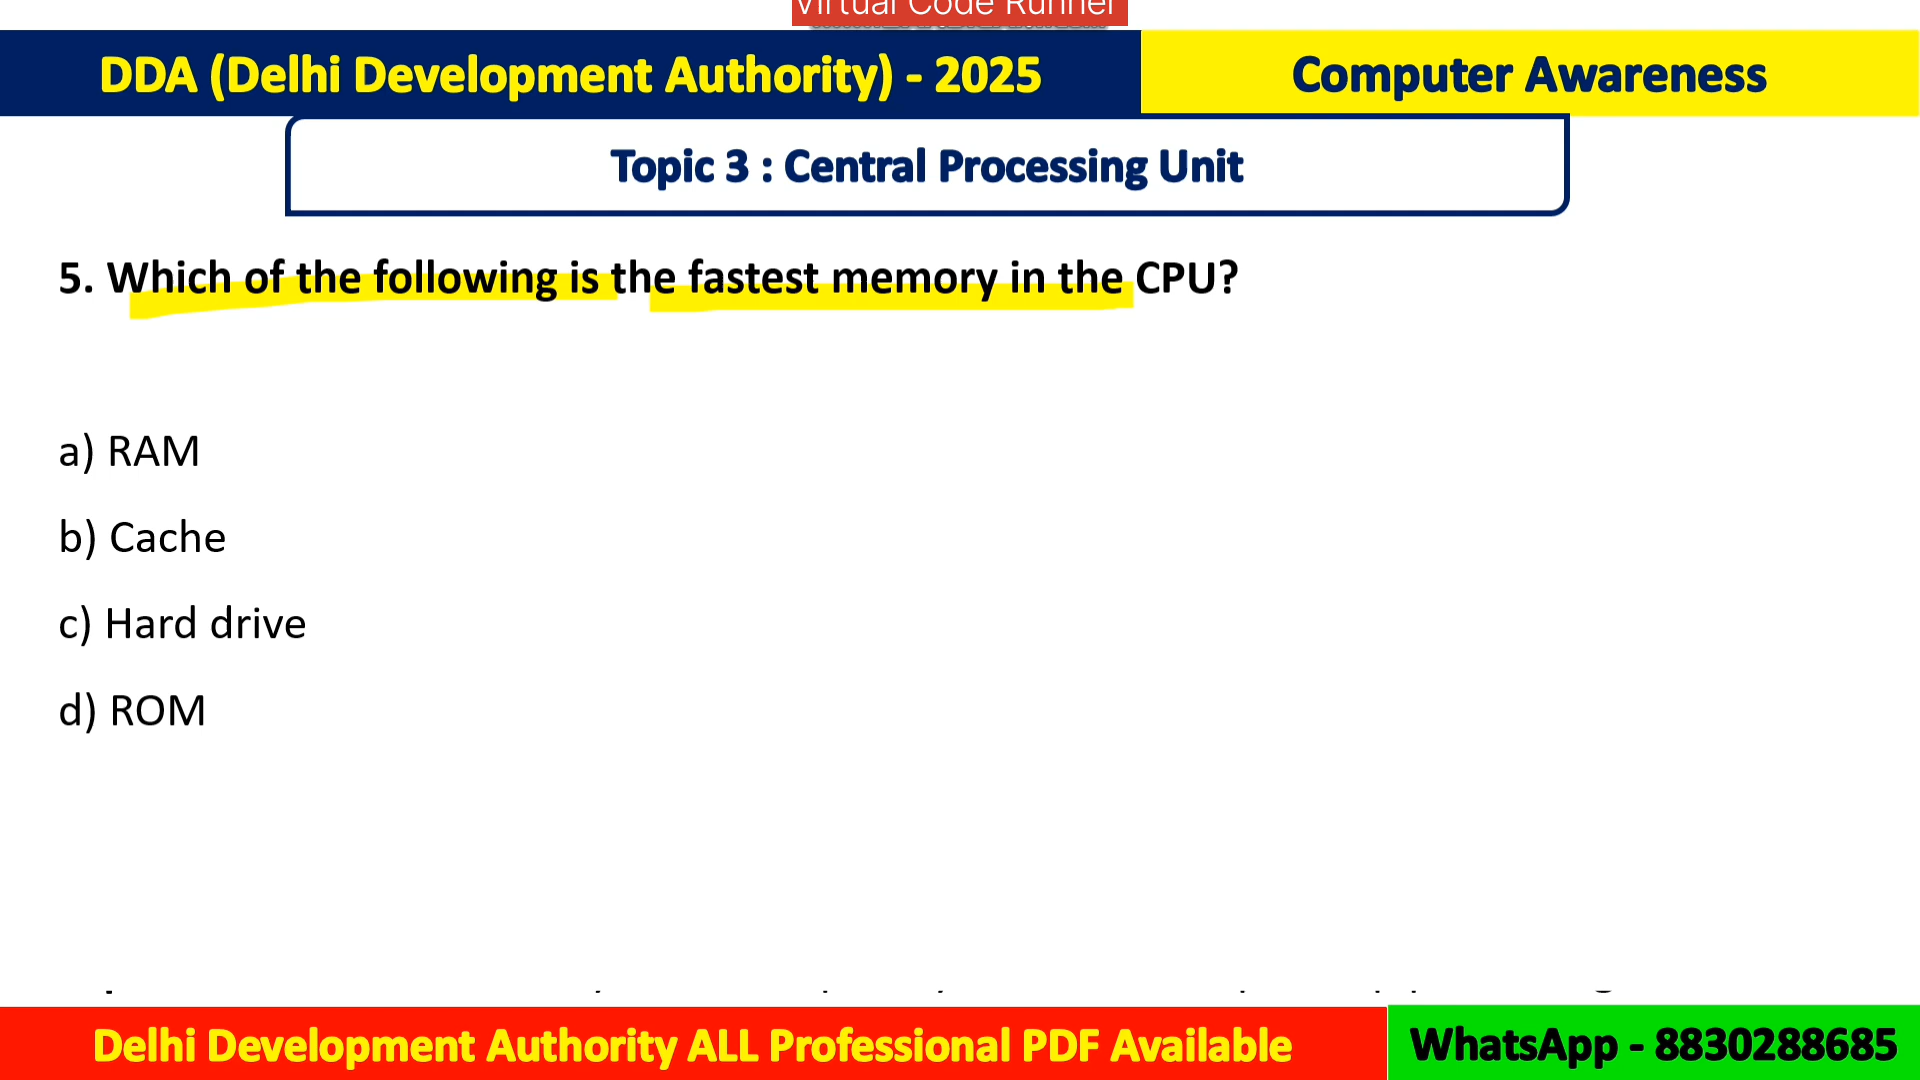 Virtual Code Runner
DDA (Delhi Development Authority) - 2025
Computer Awareness
Topic 3 : Central Processing Unit
5. Which of the following is the fastest memory in the CPU?
a) RAM
b) Cache
c) Hard drive
d) ROM
Delhi Development Authority ALL Professional PDF Available
WhatsApp - 8830288685